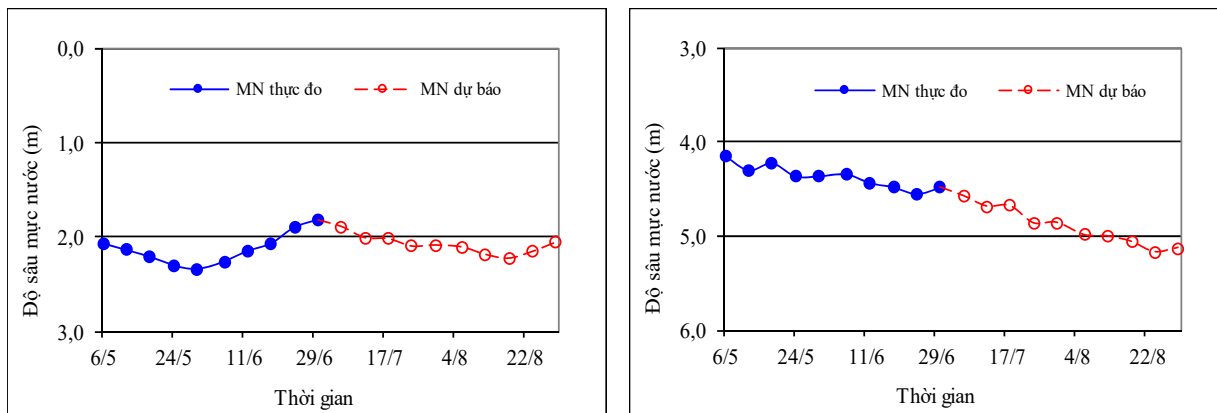 0,0
1,0
2,0
3,0
Độ sâu mực nước (m)
MN thực đo
MN dự báo
6/5 24/5 11/6 29/6 17/7 4/8 22/8
Thời gian
3,0
4,0
5,0
6,0
Độ sâu mực nước (m)
MN thực đo
MN dự báo
6/5 24/5 11/6 29/6 17/7 4/8 22/8
Thời gian